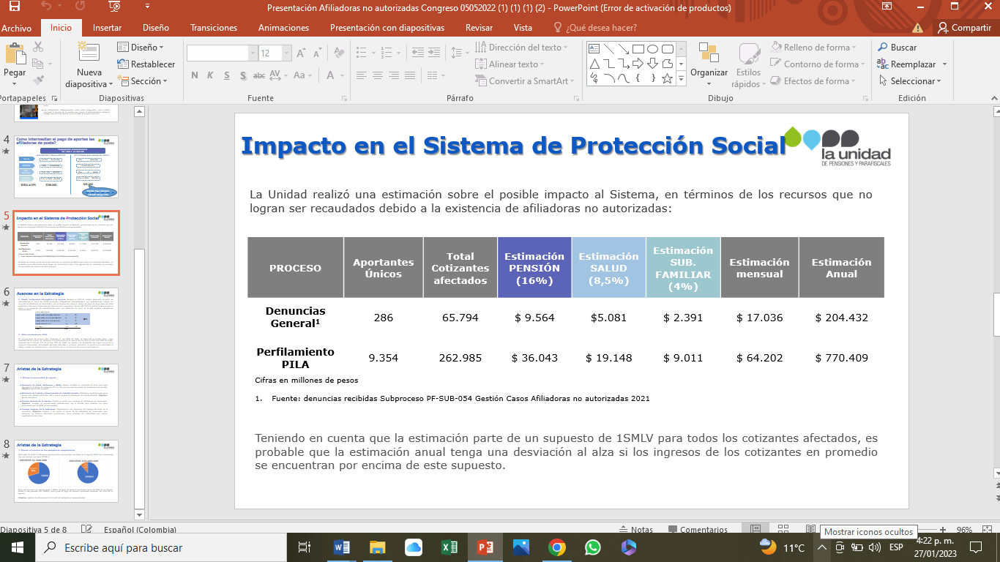 Presentación Afiliadoras no autorizadas Congreso 05052022 (1) (1) (1) (2) - PowerPoint (Error de activación de productos)
Archivo Inicio Insertar Diseño Transiciones Animaciones Presentación con diapositivas Revisar Vista ¿Qué desea hacer? Compartir
Pegar
Portapapeles
Nueva diapositiva
Diseño
Restablecer
Sección
Diapositivas
12
N K S S abc AV Aa A
Fuente
Dirección del texto
Alinear texto
Convertir a SmartArt
Párrafo
Organizar
Estilos rápidos
Relleno de forma
Contorno de forma
Efectos de forma
Dibujo
Buscar
Reemplazar
Seleccionar
Edición
4
Como intermedian el pago de aportes las
afiliadoras de poste?
5
Impacto en el Sistema de Protección Social
6
Avances en la Estrategia
7
Aristas de la Estrategia
8
Aristas de la Estrategia
Impacto en el Sistema de Protección Social
la unidad
DE PENSIONES Y PARAFISCALES
La Unidad realizó una estimación sobre el posible impacto al Sistema, en términos de los recursos que no
logran ser recaudados debido a la existencia de afiliadoras no autorizadas:
PROCESO Aportantes Únicos Total Cotizantes afectados Estimación PENSIÓN (16%) Estimación SALUD (8,5%) Estimación SUB. FAMILIAR (4%) Estimación mensual Estimación Anual
Denuncias General¹ 286 65.794 $ 9.564 $5.081 $ 2.391 $ 17.036 $ 204.432
Perfilamiento PILA 9.354 262.985 $ 36.043 $ 19.148 $ 9.011 $ 64.202 $ 770.409
Cifras en millones de pesos
1. Fuente: denuncias recibidas Subproceso PF-SUB-054 Gestión Casos Afiliadoras No Autorizadas 2021
Teniendo en cuenta que la estimación parte de un supuesto de 1SMLV para todos los cotizantes afectados, es
probable que la estimación anual tenga una desviación al alza si los ingresos de los cotizantes en promedio
se encuentran por encima de este supuesto.
Diapositiva 5 de 8 Español (Colombia) Notas Comentarios 96%
Mostrar iconos ocultos
Escribe aquí para buscar
11°C ESP
4:22 p. m.
27/01/2023